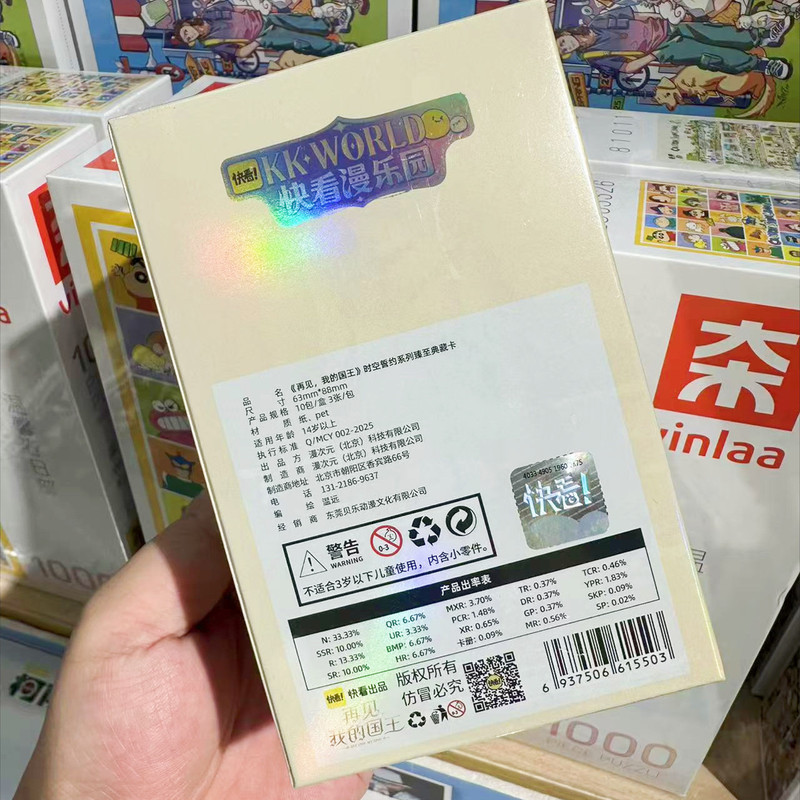 快看! KK·WORLD
快看漫乐园
品名 《再见,我的国王》时空誓约系列臻至典藏卡
尺寸 63mm*88mm
产品规格 10包/盒 3张/包
材质 纸、pet
适用年龄 14岁以上
执行标准 Q/MCY 002-2025
出品方 漫次元(北京)科技有限公司
制造商 漫次元(北京)科技有限公司
制造商地址 北京市朝阳区香宾路66号
电话 131-2186-9637
编绘 温远
经销商 东莞贝乐动漫文化有限公司
快看!
警告
WARNING
0-3
不适合3岁以下儿童使用,内含小零件。
产品出率表
N: 33.33% QR: 6.67% MXR: 3.70% TR: 0.37% TCR: 0.46%
SSR: 10.00% UR: 3.33% PCR: 1.48% DR: 0.37% YPR: 1.83%
R: 13.33% BMP: 6.67% XR: 0.65% GP: 0.37% SKP: 0.09%
SR: 10.00% HR: 6.67% 卡册: 0.09% MR: 0.56% SP: 0.02%
快看! 快看出品
版权所有
仿冒必究
再见
我的国王
6 937506 615503
vinlaa
1000
1000
81011